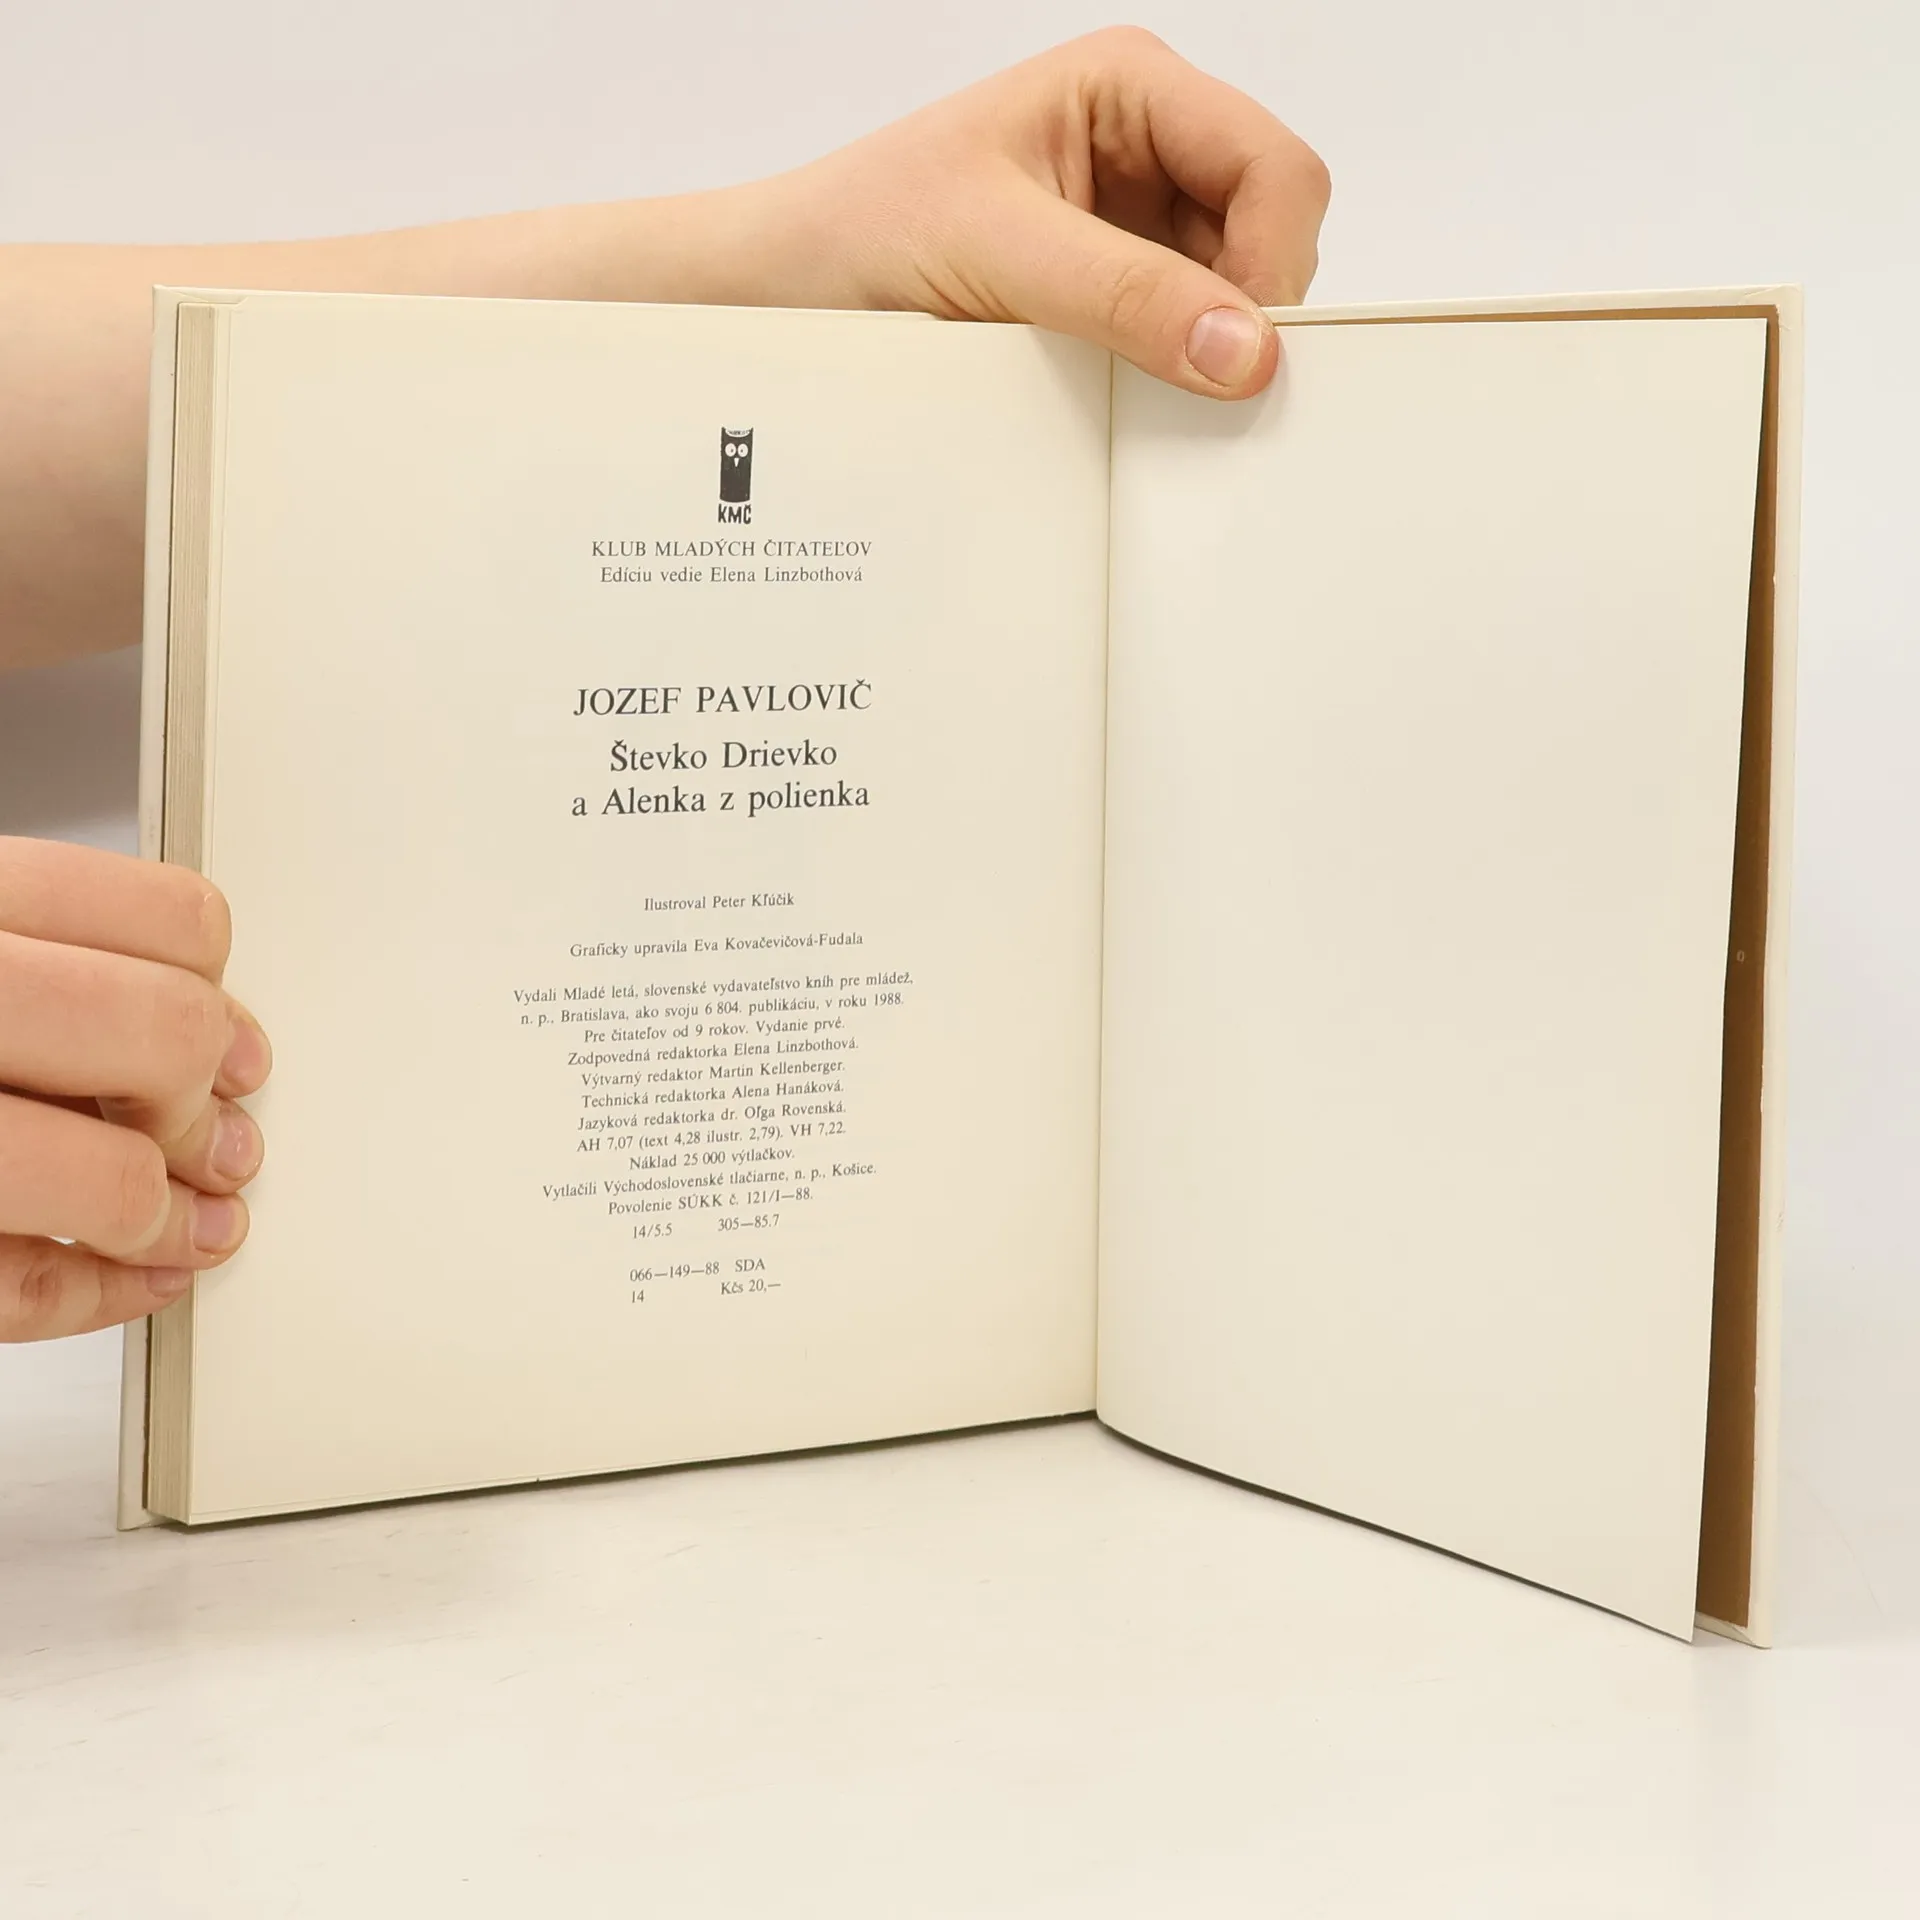 KMČ
KLUB MLADÝCH ČITATEĽOV
Edíciu vedie Elena Linzbothová
JOZEF PAVLOVIČ
Števko Drievko
a Alenka z polienka
Ilustroval Peter Kľúčik
Graficky upravila Eva Kovačevičová-Fudala
Vydali Mladé letá, slovenské vydavateľstvo kníh pre mládež,
n. p., Bratislava, ako svoju 6 804. publikáciu, v roku 1988.
Pre čitateľov od 9 rokov. Vydanie prvé.
Zodpovedná redaktorka Elena Linzbothová.
Výtvarný redaktor Martin Kellenberger.
Technická redaktorka Alena Hanáková.
Jazyková redaktorka dr. Oľga Rovenská.
AH 7,07 (text 4,28 ilustr. 2,79). VH 7,22.
Náklad 25 000 výtlačkov.
Vytlačili Východoslovenské tlačiarne, n. p., Košice.
Povolenie SÚKK č. 121/I—88.
14/5.5 305—85.7
066—149—88 SDA
14 Kčs 20,—